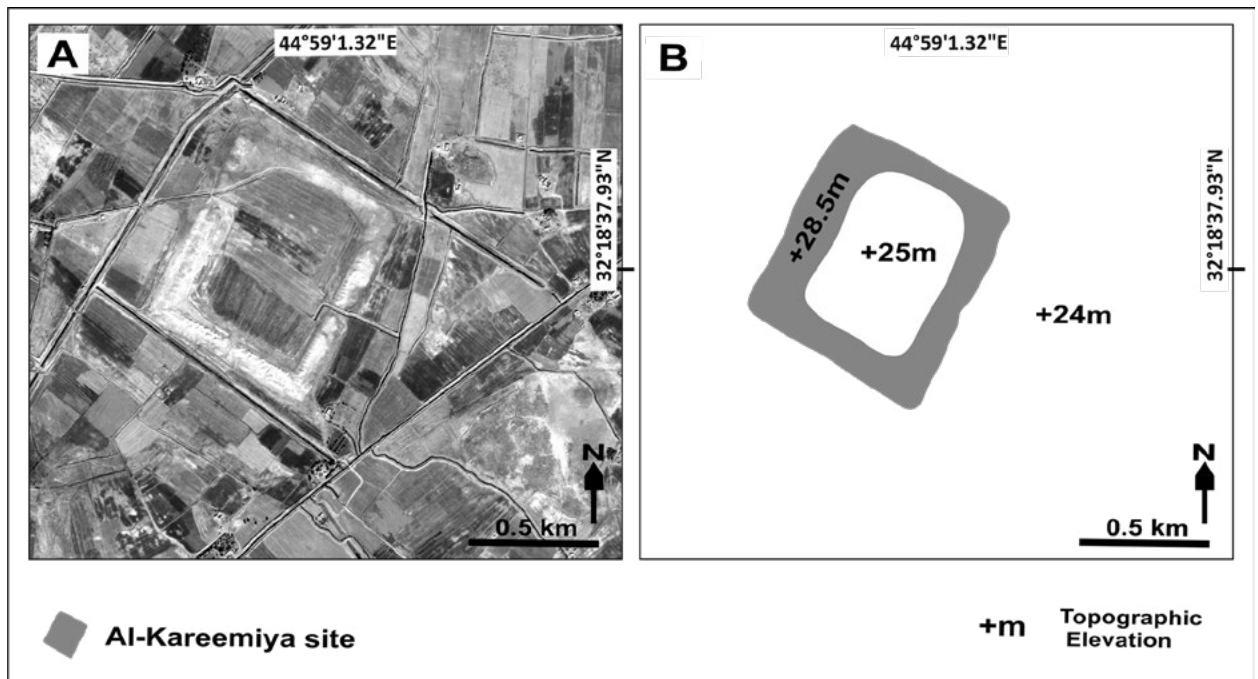 A
44°59'1.32"E
32°18'37.93"N
N
0.5 km
B
44°59'1.32"E
32°18'37.93"N
+28.5m
+25m
+24m
N
0.5 km
Al-Kareemiya site
+m Topographic
Elevation